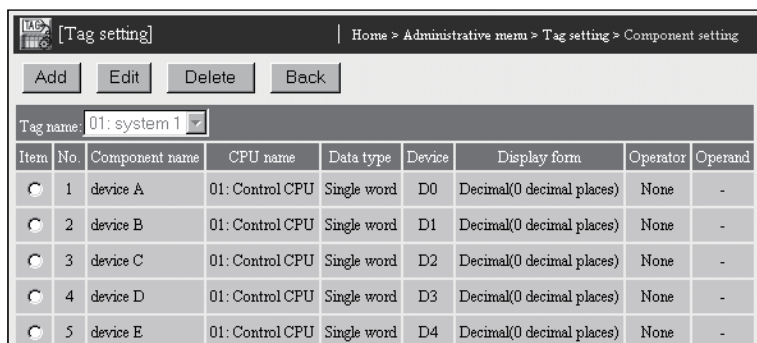 TAG [Tag setting] Home > Administrative menu > Tag setting > Component setting
Add Edit Delete Back
Tag name: 01: system 1
Item No. Component name CPU name Data type Device Display form Operator Operand
1 device A 01: Control CPU Single word D0 Decimal(0 decimal places) None -
2 device B 01: Control CPU Single word D1 Decimal(0 decimal places) None -
3 device C 01: Control CPU Single word D2 Decimal(0 decimal places) None -
4 device D 01: Control CPU Single word D3 Decimal(0 decimal places) None -
5 device E 01: Control CPU Single word D4 Decimal(0 decimal places) None -